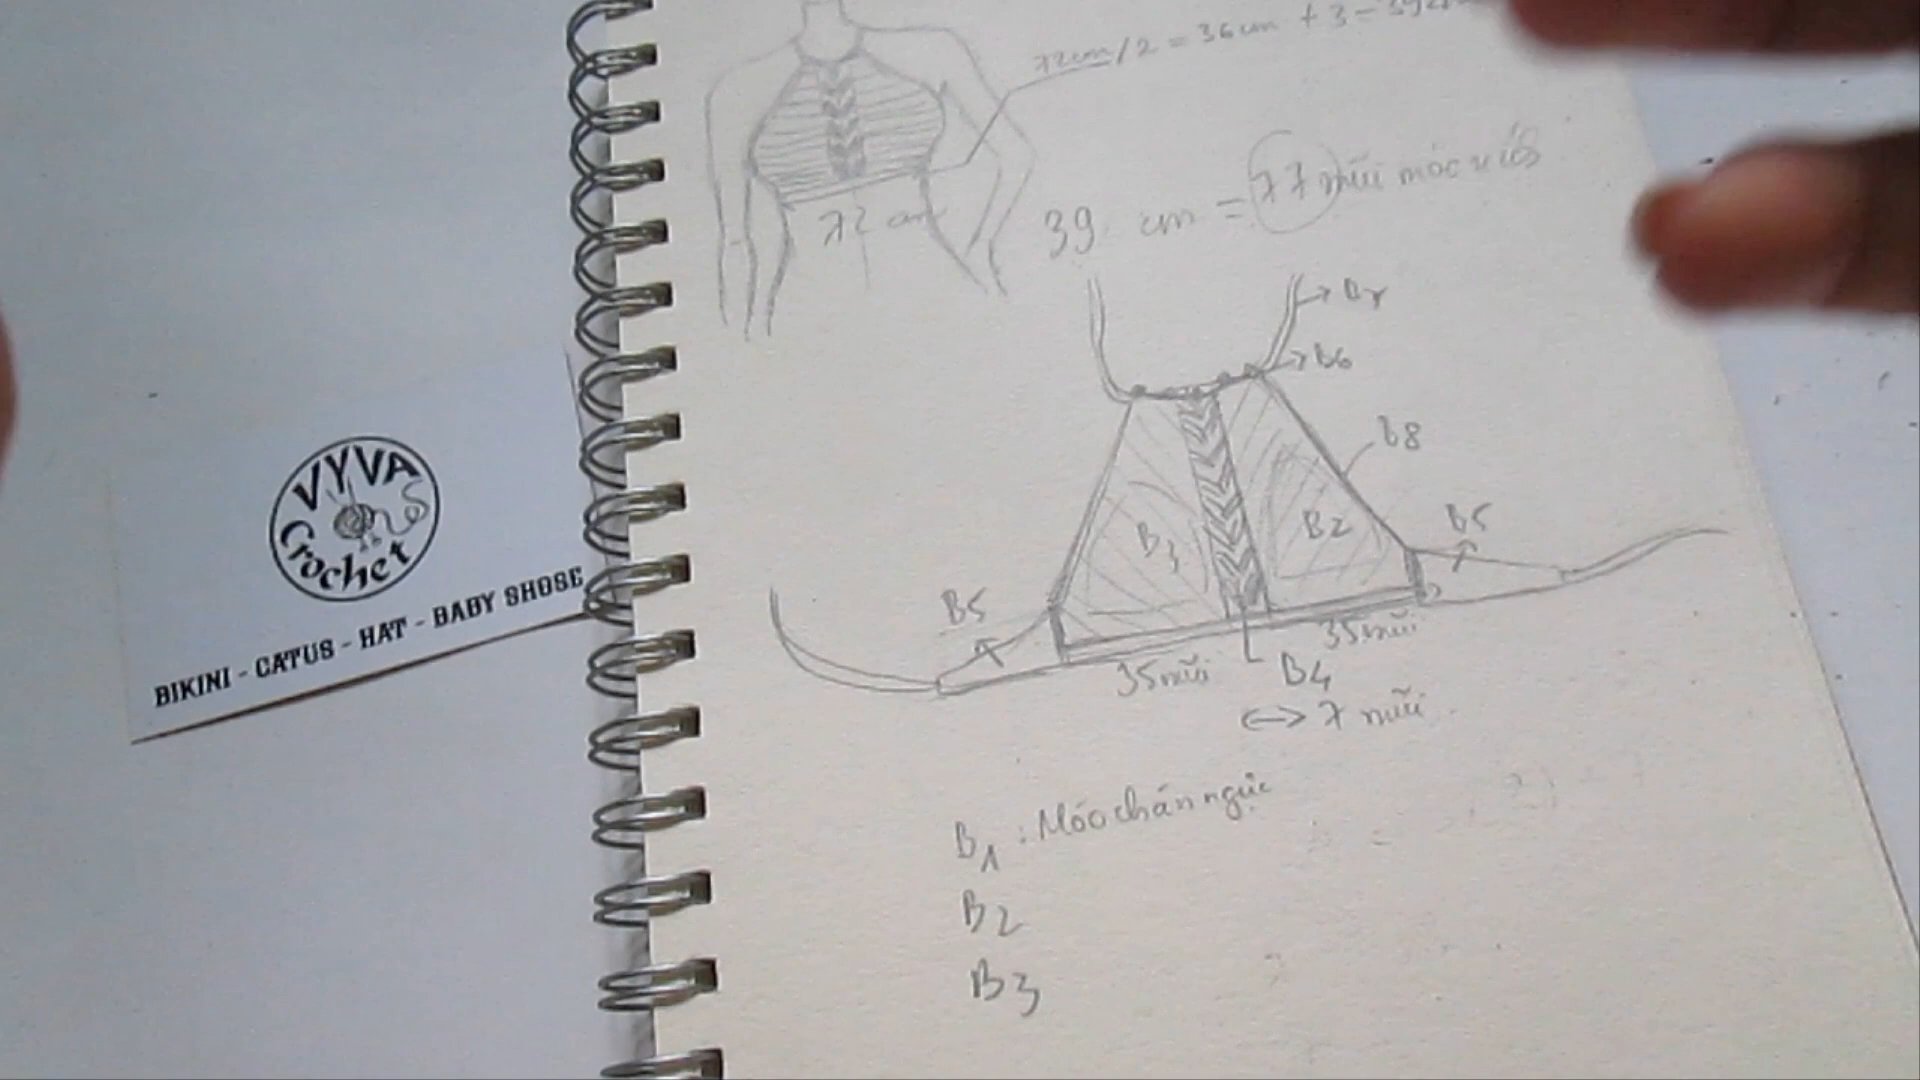 VYVA
Crochet
BIKINI - CATUS - HAT - BABY SHOSE
72cm/2 = 36cm + 3 = 39cm
72 cm
39 cm = 77 mũi móc xích
B6
B8
B3
B2
B5
B5
35 mũi
35 mũi
B4
<-> 7 mũi
B1 : Móc chân ngực
B2
B3